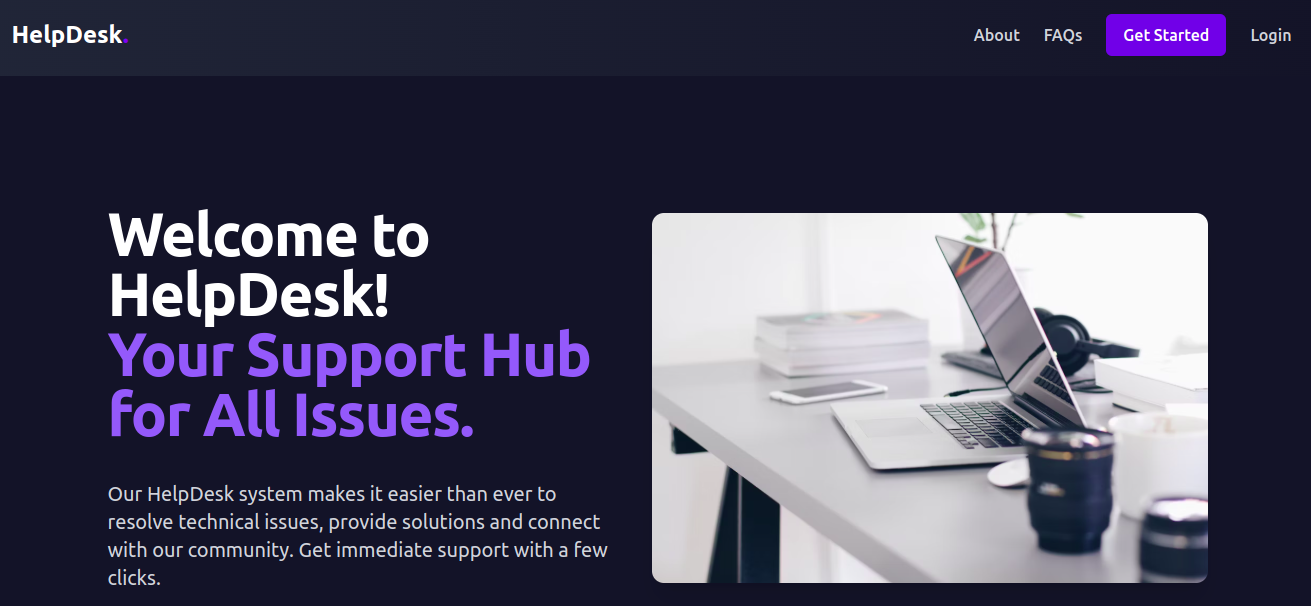 HelpDesk.
About
FAQs
Get Started
Login
Welcome to
HelpDesk!
Your Support Hub
for All Issues.
Our HelpDesk system makes it easier than ever to
resolve technical issues, provide solutions and connect
with our community. Get immediate support with a few
clicks.